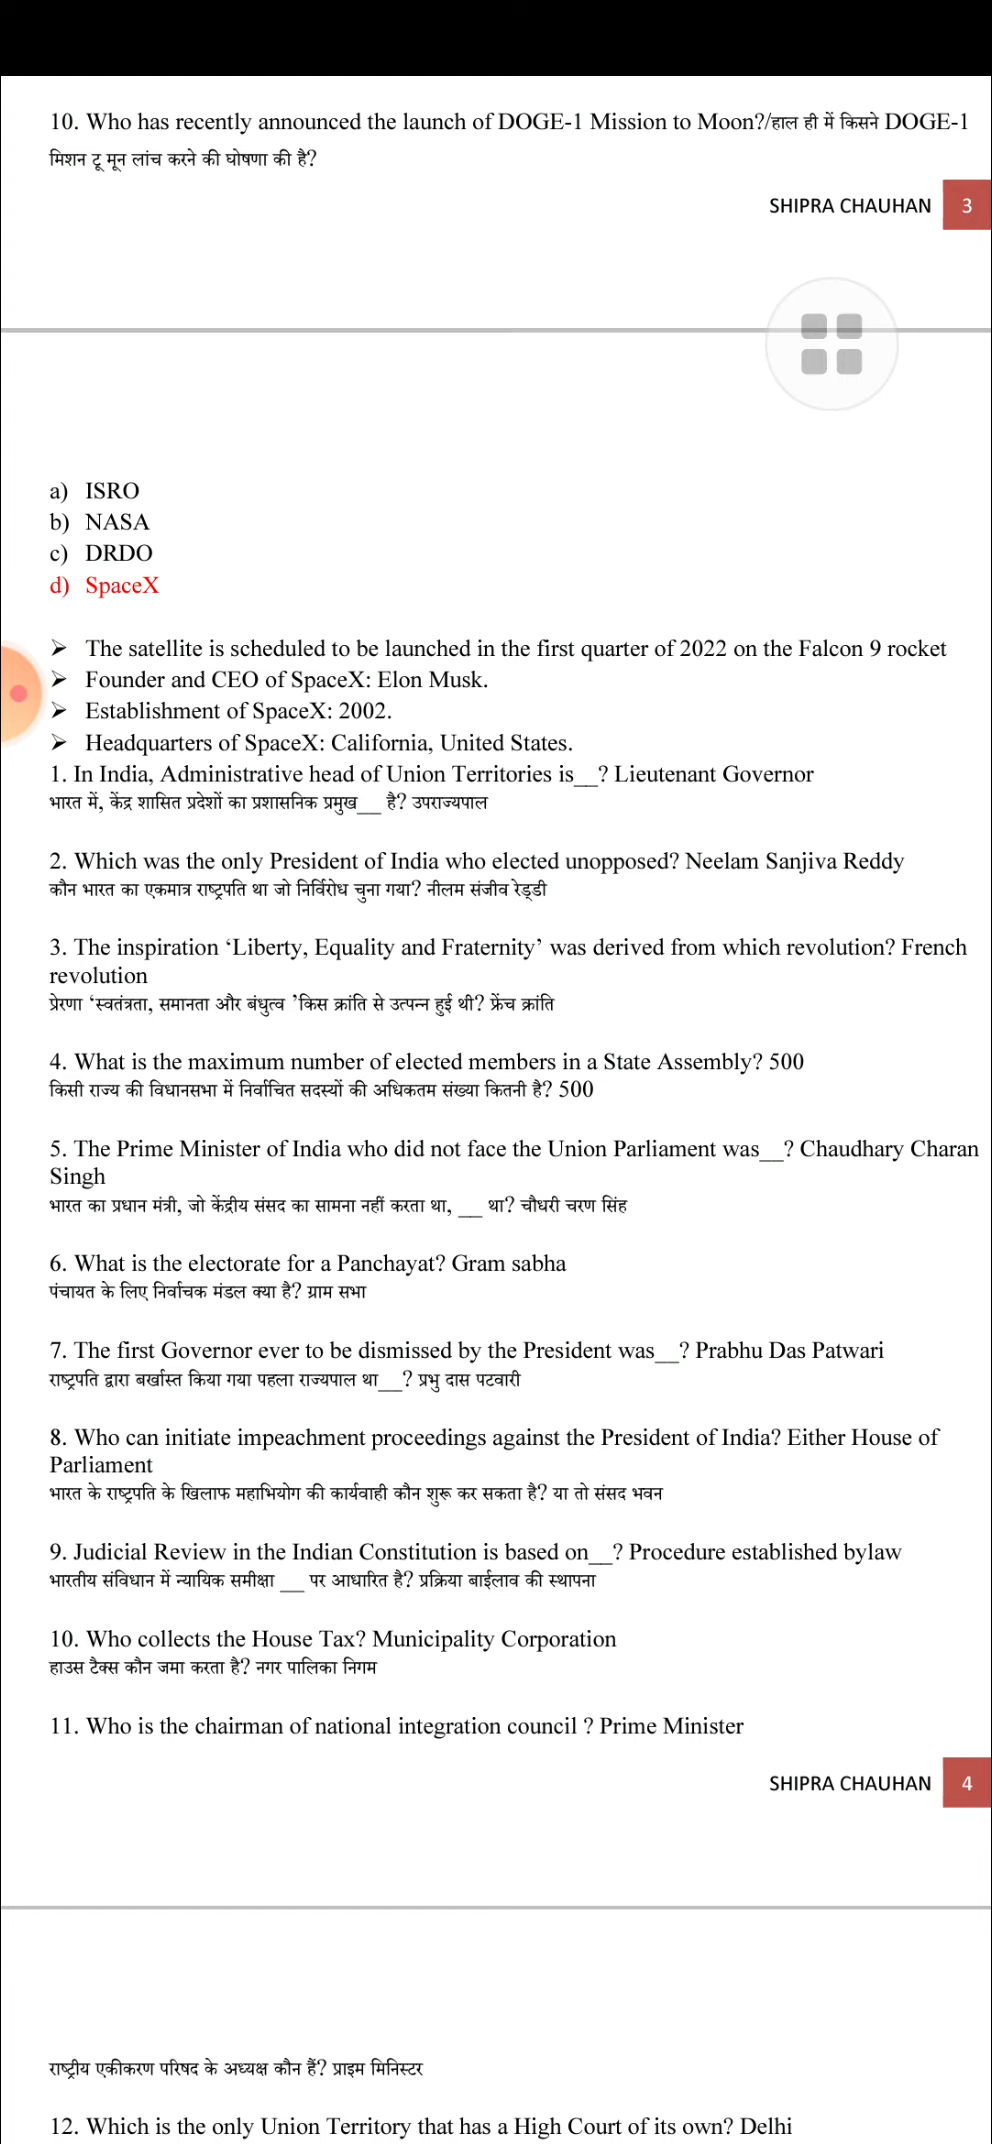 10. Who has recently announced the launch of DOGE-1 Mission to Moon?/हाल ही में किसने DOGE-1
मिशन टू मून लांच करने की घोषणा की है?
SHIPRA CHAUHAN 3
a) ISRO
b) NASA
c) DRDO
d) SpaceX
➢ The satellite is scheduled to be launched in the first quarter of 2022 on the Falcon 9 rocket
➢ Founder and CEO of SpaceX: Elon Musk.
➢ Establishment of SpaceX: 2002.
➢ Headquarters of SpaceX: California, United States.
1. In India, Administrative head of Union Territories is__? Lieutenant Governor
भारत में, केंद्र शासित प्रदेशों का प्रशासनिक प्रमुख__ है? उपराज्यपाल
2. Which was the only President of India who elected unopposed? Neelam Sanjiva Reddy
कौन भारत का एकमात्र राष्ट्रपति था जो निर्विरोध चुना गया? नीलम संजीव रेड्डी
3. The inspiration ‘Liberty, Equality and Fraternity’ was derived from which revolution? French
revolution
प्रेरणा ‘स्वतंत्रता, समानता और बंधुत्व ’किस क्रांति से उत्पन्न हुई थी? फ्रेंच क्रांति
4. What is the maximum number of elected members in a State Assembly? 500
किसी राज्य की विधानसभा में निर्वाचित सदस्यों की अधिकतम संख्या कितनी है? 500
5. The Prime Minister of India who did not face the Union Parliament was__? Chaudhary Charan
Singh
भारत का प्रधान मंत्री, जो केंद्रीय संसद का सामना नहीं करता था, __ था? चौधरी चरण सिंह
6. What is the electorate for a Panchayat? Gram sabha
पंचायत के लिए निर्वाचक मंडल क्या है? ग्राम सभा
7. The first Governor ever to be dismissed by the President was__? Prabhu Das Patwari
राष्ट्रपति द्वारा बर्खास्त किया गया पहला राज्यपाल था__? प्रभु दास पटवारी
8. Who can initiate impeachment proceedings against the President of India? Either House of
Parliament
भारत के राष्ट्रपति के खिलाफ महाभियोग की कार्यवाही कौन शुरू कर सकता है? या तो संसद भवन
9. Judicial Review in the Indian Constitution is based on__? Procedure established bylaw
भारतीय संविधान में न्यायिक समीक्षा __ पर आधारित है? प्रक्रिया बाईलाव की स्थापना
10. Who collects the House Tax? Municipality Corporation
हाउस टैक्स कौन जमा करता है? नगर पालिका निगम
11. Who is the chairman of national integration council ? Prime Minister
SHIPRA CHAUHAN 4
राष्ट्रीय एकीकरण परिषद के अध्यक्ष कौन हैं? प्राइम मिनिस्टर
12. Which is the only Union Territory that has a High Court of its own? Delhi